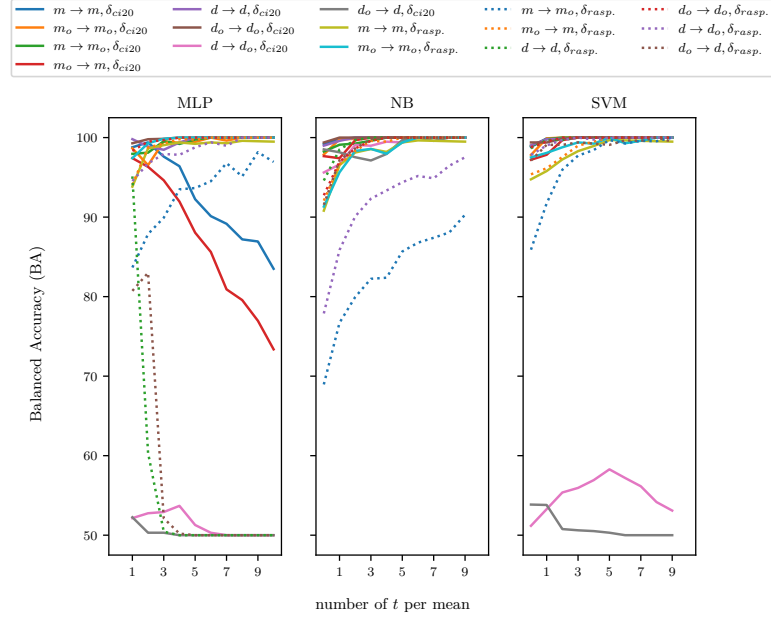 m → m, δci20 d → d, δci20 do → d, δci20 m → mo, δrasp. do → do, δrasp.
mo → mo, δci20 do → do, δci20 m → m, δrasp. mo → m, δrasp. d → do, δrasp.
m → mo, δci20 d → do, δci20 mo → mo, δrasp. d → d, δrasp. do → d, δrasp.
mo → m, δci20
MLP NB SVM
Balanced Accuracy (BA)
100
90
80
70
60
50
1 3 5 7 9 1 3 5 7 9 1 3 5 7 9
number of t per mean